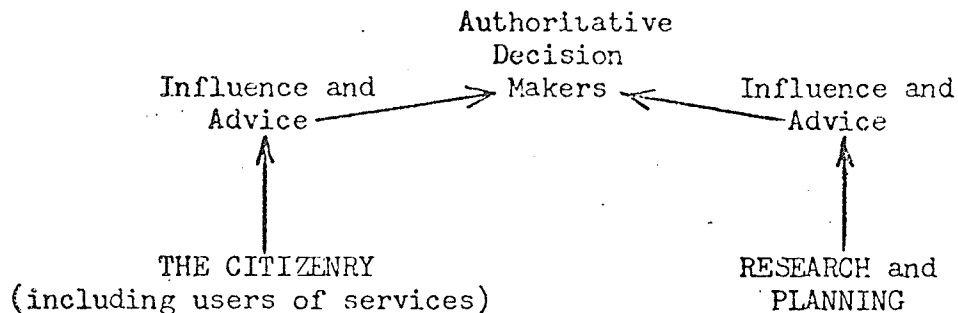 Authoritative
Decision
Makers
Influence and
Advice
Influence and
Advice
THE CITIZENRY
(including users of services)
RESEARCH and
PLANNING